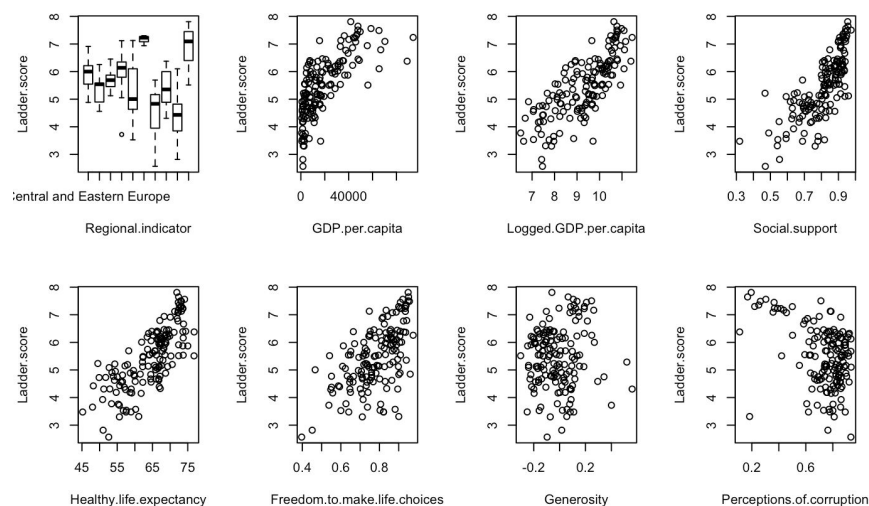 Ladder.score
3 4 5 6 7 8
Central and Eastern Europe
Regional.indicator
Ladder.score
3 4 5 6 7 8
0 40000
GDP.per.capita
Ladder.score
3 4 5 6 7 8
7 8 9 10
Logged.GDP.per.capita
Ladder.score
3 4 5 6 7 8
0.3 0.5 0.7 0.9
Social.support
Ladder.score
3 4 5 6 7 8
45 55 65 75
Healthy.life.expectancy
Ladder.score
3 4 5 6 7 8
0.4 0.6 0.8
Freedom.to.make.life.choices
Ladder.score
3 4 5 6 7 8
-0.2 0.2
Generosity
Ladder.score
3 4 5 6 7 8
0.2 0.6
Perceptions.of.corruption